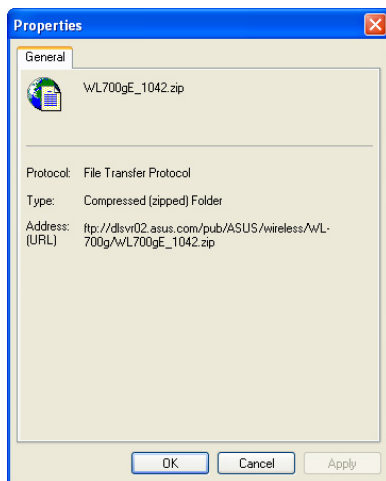 Properties
General
WL700gE_1042.zip
Protocol: File Transfer Protocol
Type: Compressed (zipped) Folder
Address: ftp://dlsvr02.asus.com/pub/ASUS/wireless/WL-
(URL) 700g/WL700gE_1042.zip
OK Cancel Apply